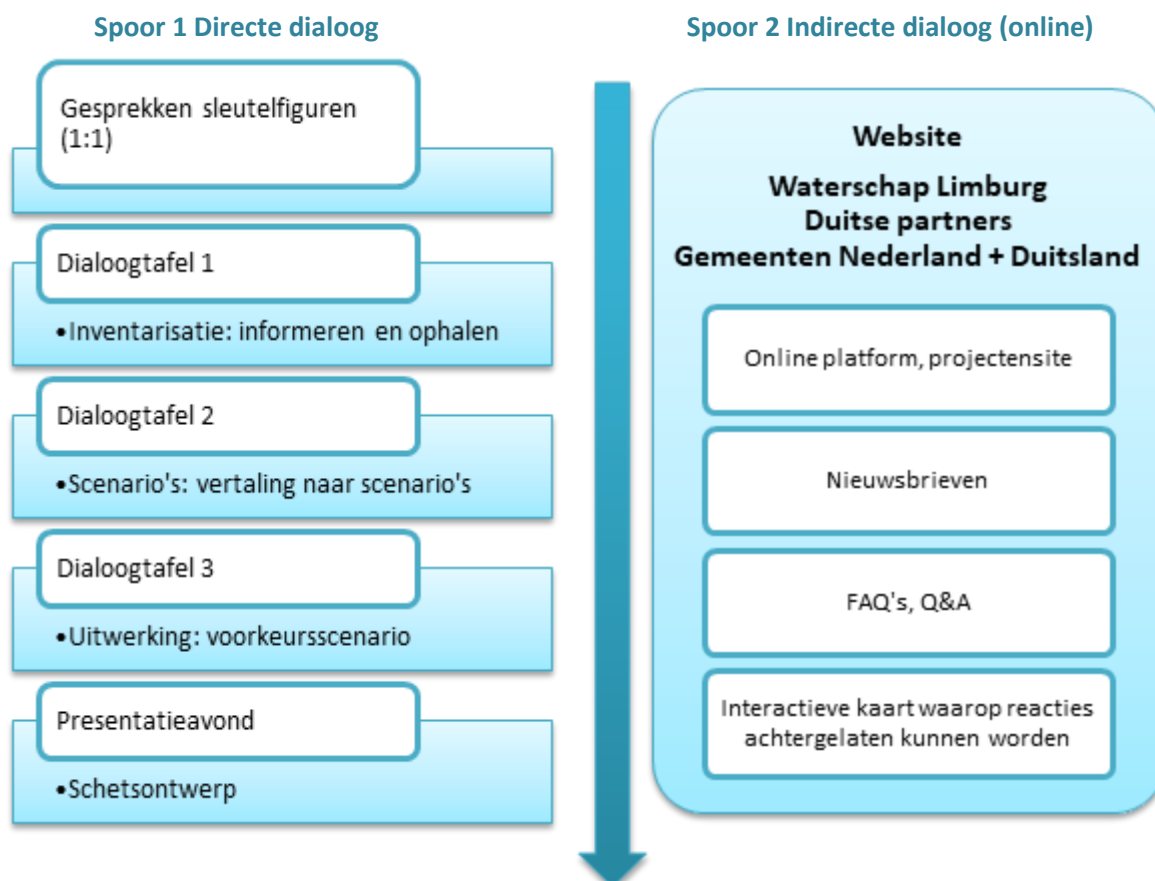 Spoor 1 Directe dialoog
Gesprekken sleutelfiguren
(1:1)
Dialoogtafel 1
•Inventarisatie: informeren en ophalen
Dialoogtafel 2
•Scenario's: vertaling naar scenario's
Dialoogtafel 3
•Uitwerking: voorkeursscenario
Presentatieavond
•Schetsontwerp
Spoor 2 Indirecte dialoog (online)
Website
Waterschap Limburg
Duitse partners
Gemeenten Nederland + Duitsland
Online platform, projectensite
Nieuwsbrieven
FAQ's, Q&A
Interactieve kaart waarop reacties
achtergelaten kunnen worden